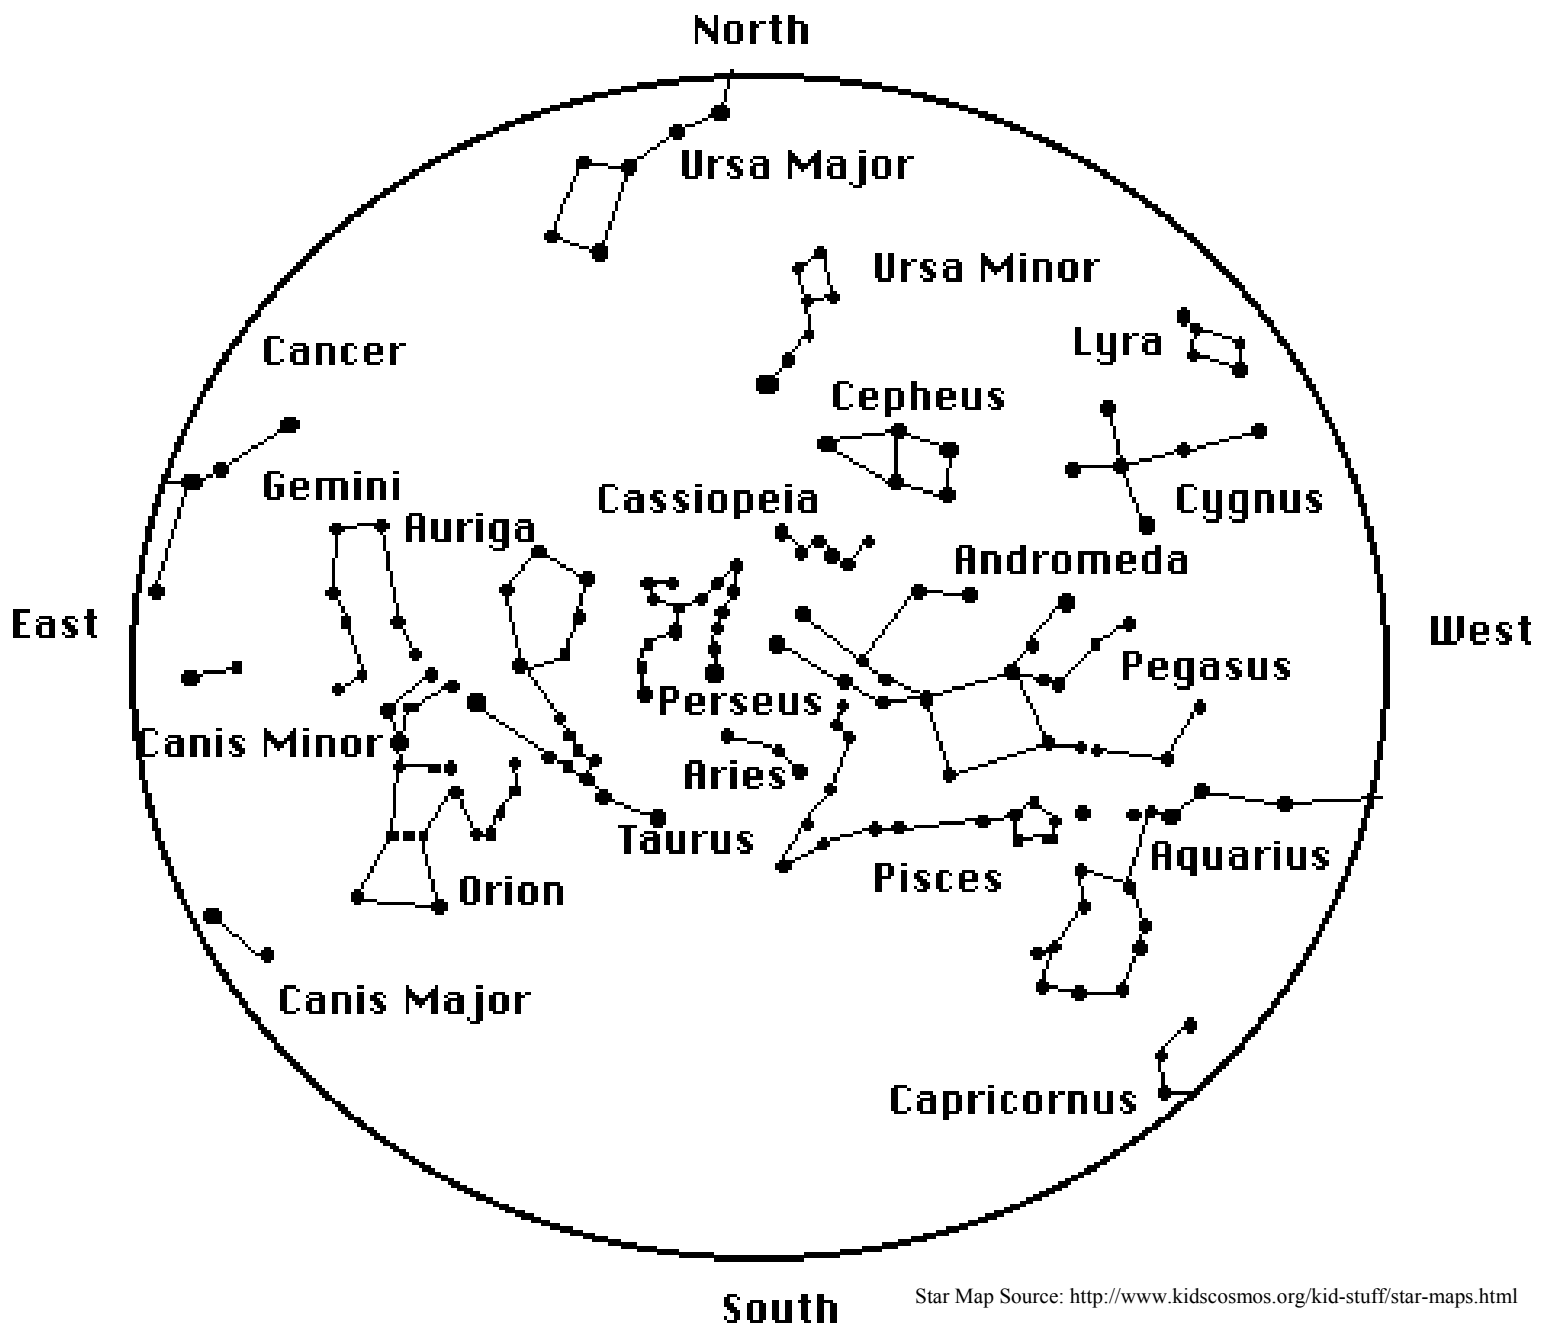 North
Ursa Major
Ursa Minor
Lyra
Cancer
Cepheus
Gemini
Cassiopeia
Cygnus
Auriga
Andromeda
East
West
Pegasus
Perseus
Canis Minor
Aries
Taurus
Aquarius
Pisces
Orion
Canis Major
Capricornus
South
Star Map Source: http://www.kidscosmos.org/kid-stuff/star-maps.html